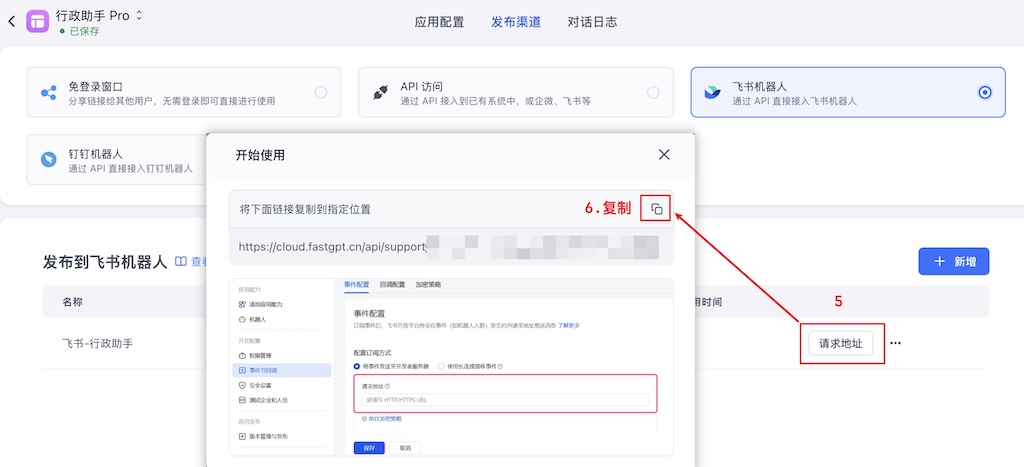 行政助手 Pro
已保存
应用配置
发布渠道
对话日志
免登录窗口
分享链接给其他用户，无需登录即可直接进行使用
API 访问
通过 API 接入到已有系统中，或企微、飞书等
飞书机器人
通过 API 直接接入飞书机器人
钉钉机器人
通过 API 直接接入钉钉机器人
开始使用
将下面链接复制到指定位置
6.复制
https://cloud.fastgpt.cn/api/support
发布到飞书机器人
新增
名称
用时间
5
飞书-行政助手
请求地址
应用能力
添加应用能力
机器人
开发配置
权限管理
事件与回调
安全设置
测试企业和人员
应用发布
版本管理与发布
事件配置
回调配置
加密策略
事件配置
订阅事件后，飞书开放平台将会在事件（如机器人入群）发生时向请求地址推送消息 了解更多
配置订阅方式
将事件发送至开发者服务器
使用长连接接收事件
请求地址
请填写 HTTP/HTTPS URL
前往加密策略
保存
取消